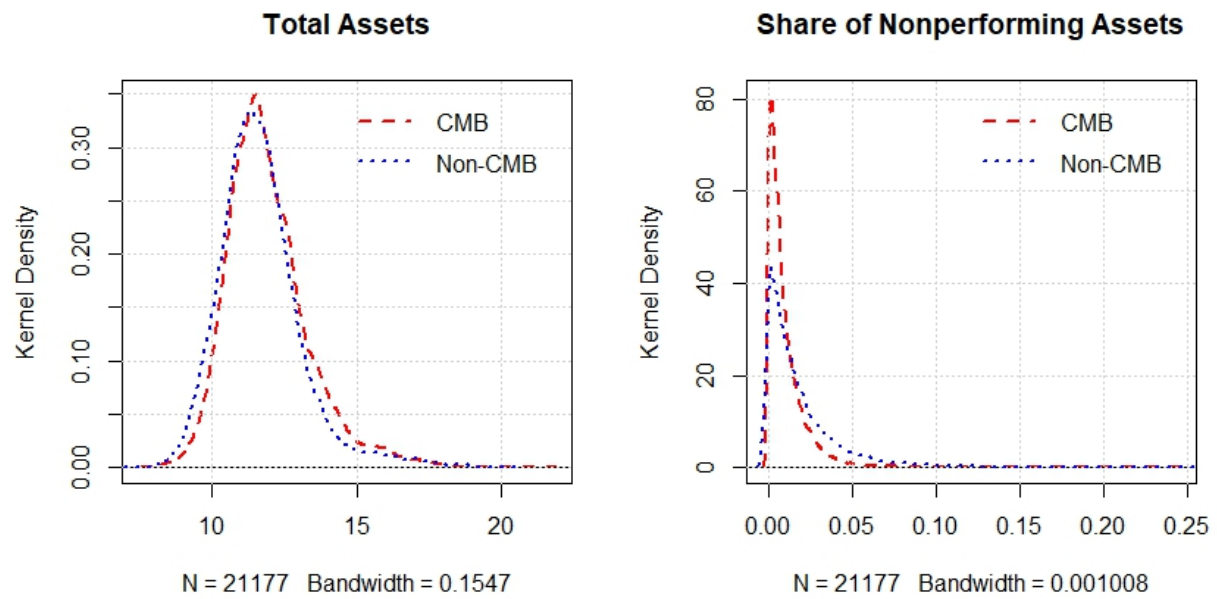 Total Assets
Kernel Density
0.00
0.10
0.20
0.30
CMB
Non-CMB
10
15
20
N = 21177 Bandwidth = 0.1547
Share of Nonperforming Assets
Kernel Density
0
20
40
60
80
CMB
Non-CMB
0.00
0.05
0.10
0.15
0.20
0.25
N = 21177 Bandwidth = 0.001008